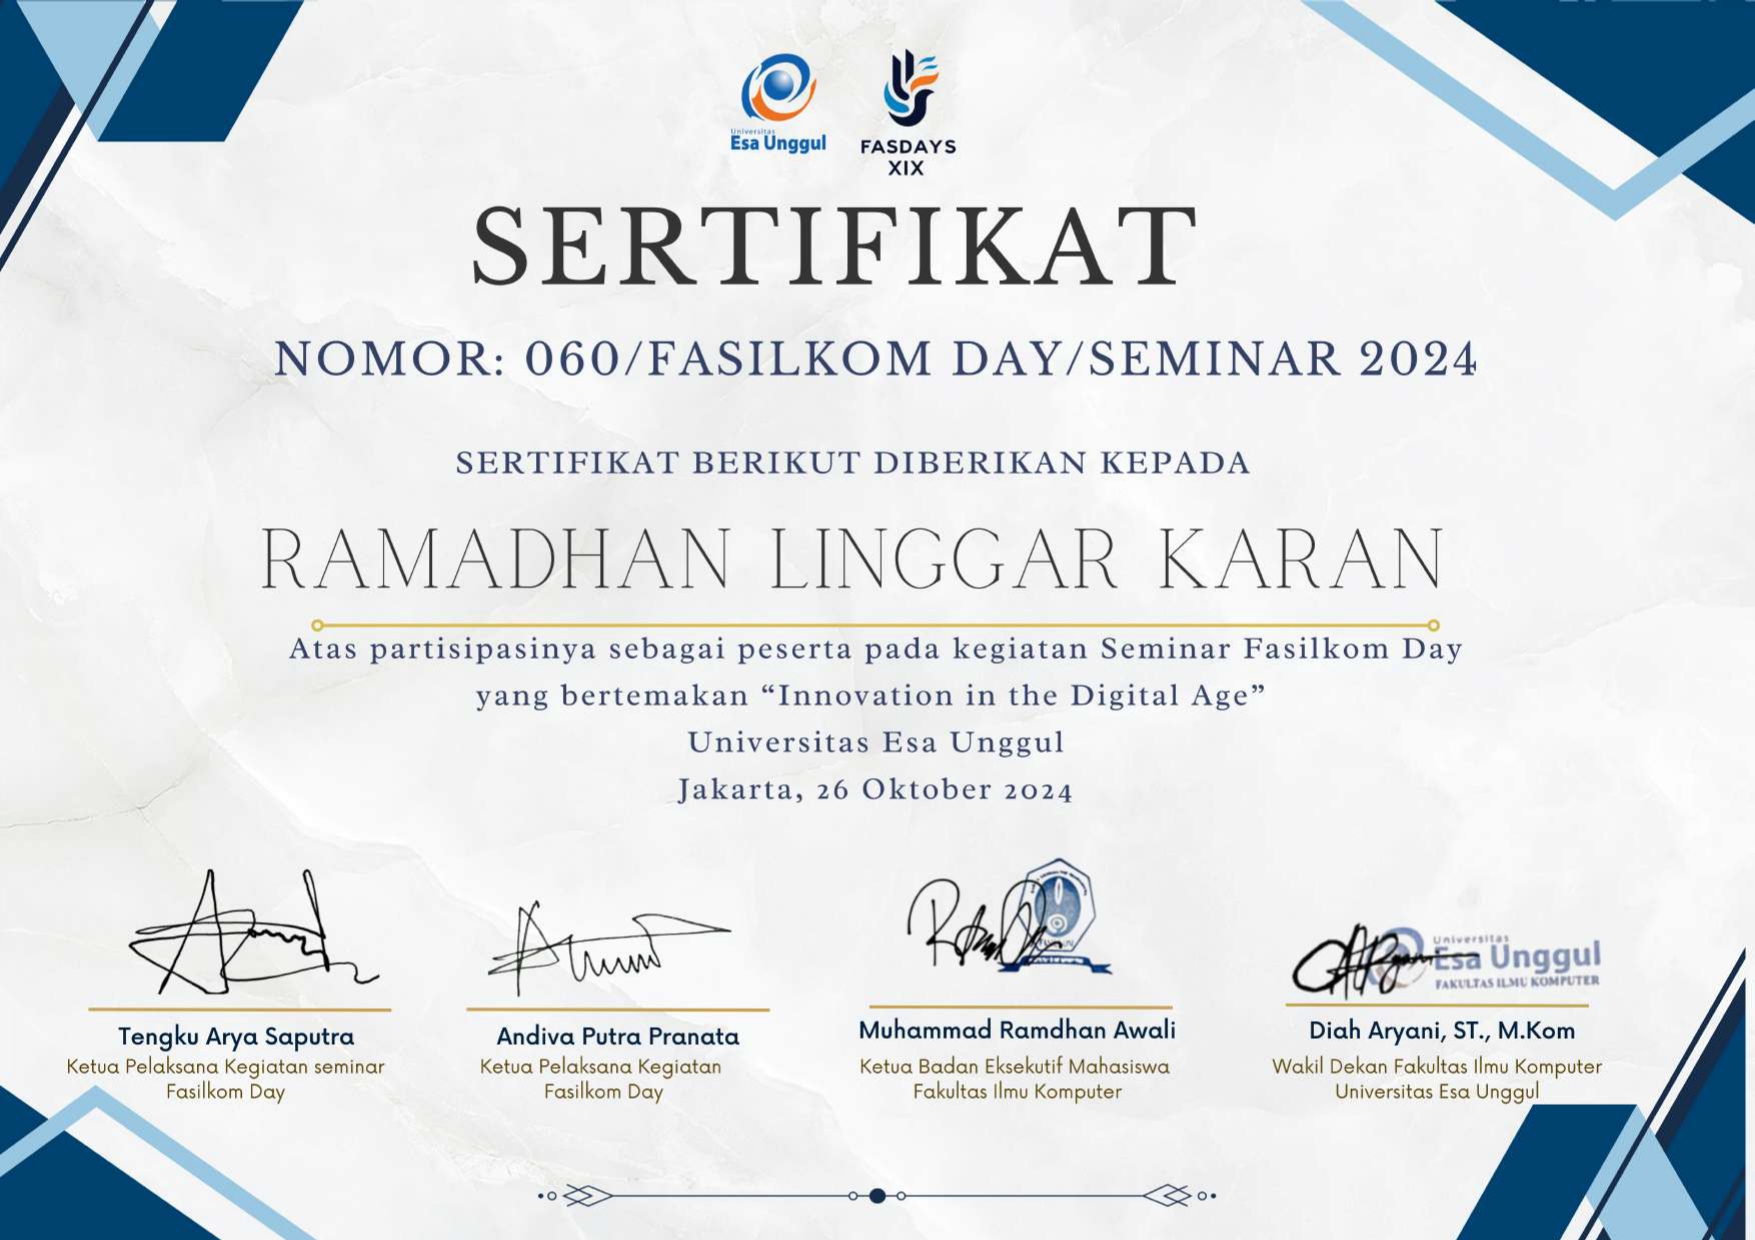 Universitas
Esa Unggul
FASDAYS
XIX
SERTIFIKAT
NOMOR: 060/FASILKOM DAY/SEMINAR 2024
SERTIFIKAT BERIKUT DIBERIKAN KEPADA
RAMADHAN LINGGAR KARAN
Atas partisipasinya sebagai peserta pada kegiatan Seminar Fasilkom Day
yang bertemakan “Innovation in the Digital Age”
Universitas Esa Unggul
Jakarta, 26 Oktober 2024
Universitas
Esa Unggul
FAKULTAS ILMU KOMPUTER
Tengku Arya Saputra
Ketua Pelaksana Kegiatan seminar
Fasilkom Day
Andiva Putra Pranata
Ketua Pelaksana Kegiatan
Fasilkom Day
Muhammad Ramdhan Awali
Ketua Badan Eksekutif Mahasiswa
Fakultas Ilmu Komputer
Diah Aryani, ST., M.Kom
Wakil Dekan Fakultas Ilmu Komputer
Universitas Esa Unggul